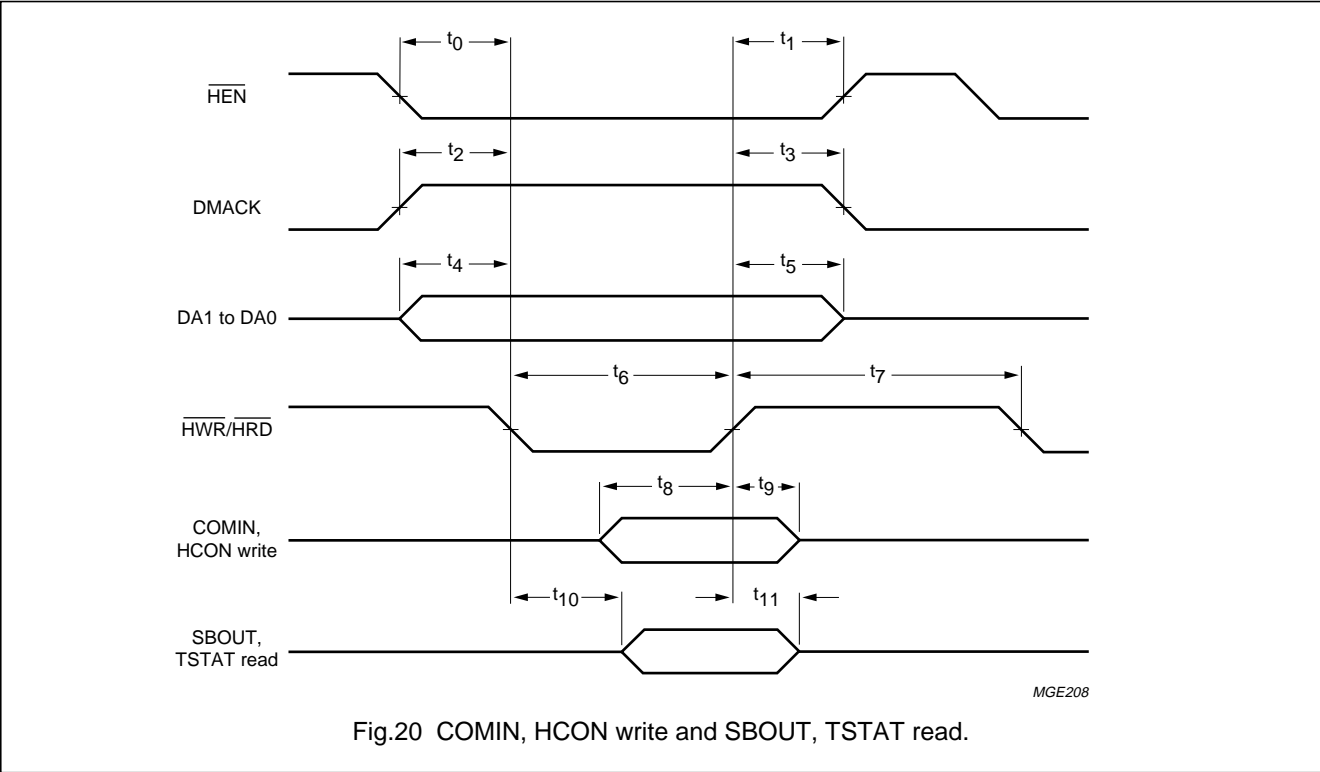 t0 t1
HEN
t2 t3
DMACK
t4 t5
DA1 to DA0
t6 t7
HWR/HRD
t8 t9
COMIN,
HCON write
t10 t11
SBOUT,
TSTAT read
MGE208
Fig.20 COMIN, HCON write and SBOUT, TSTAT read.